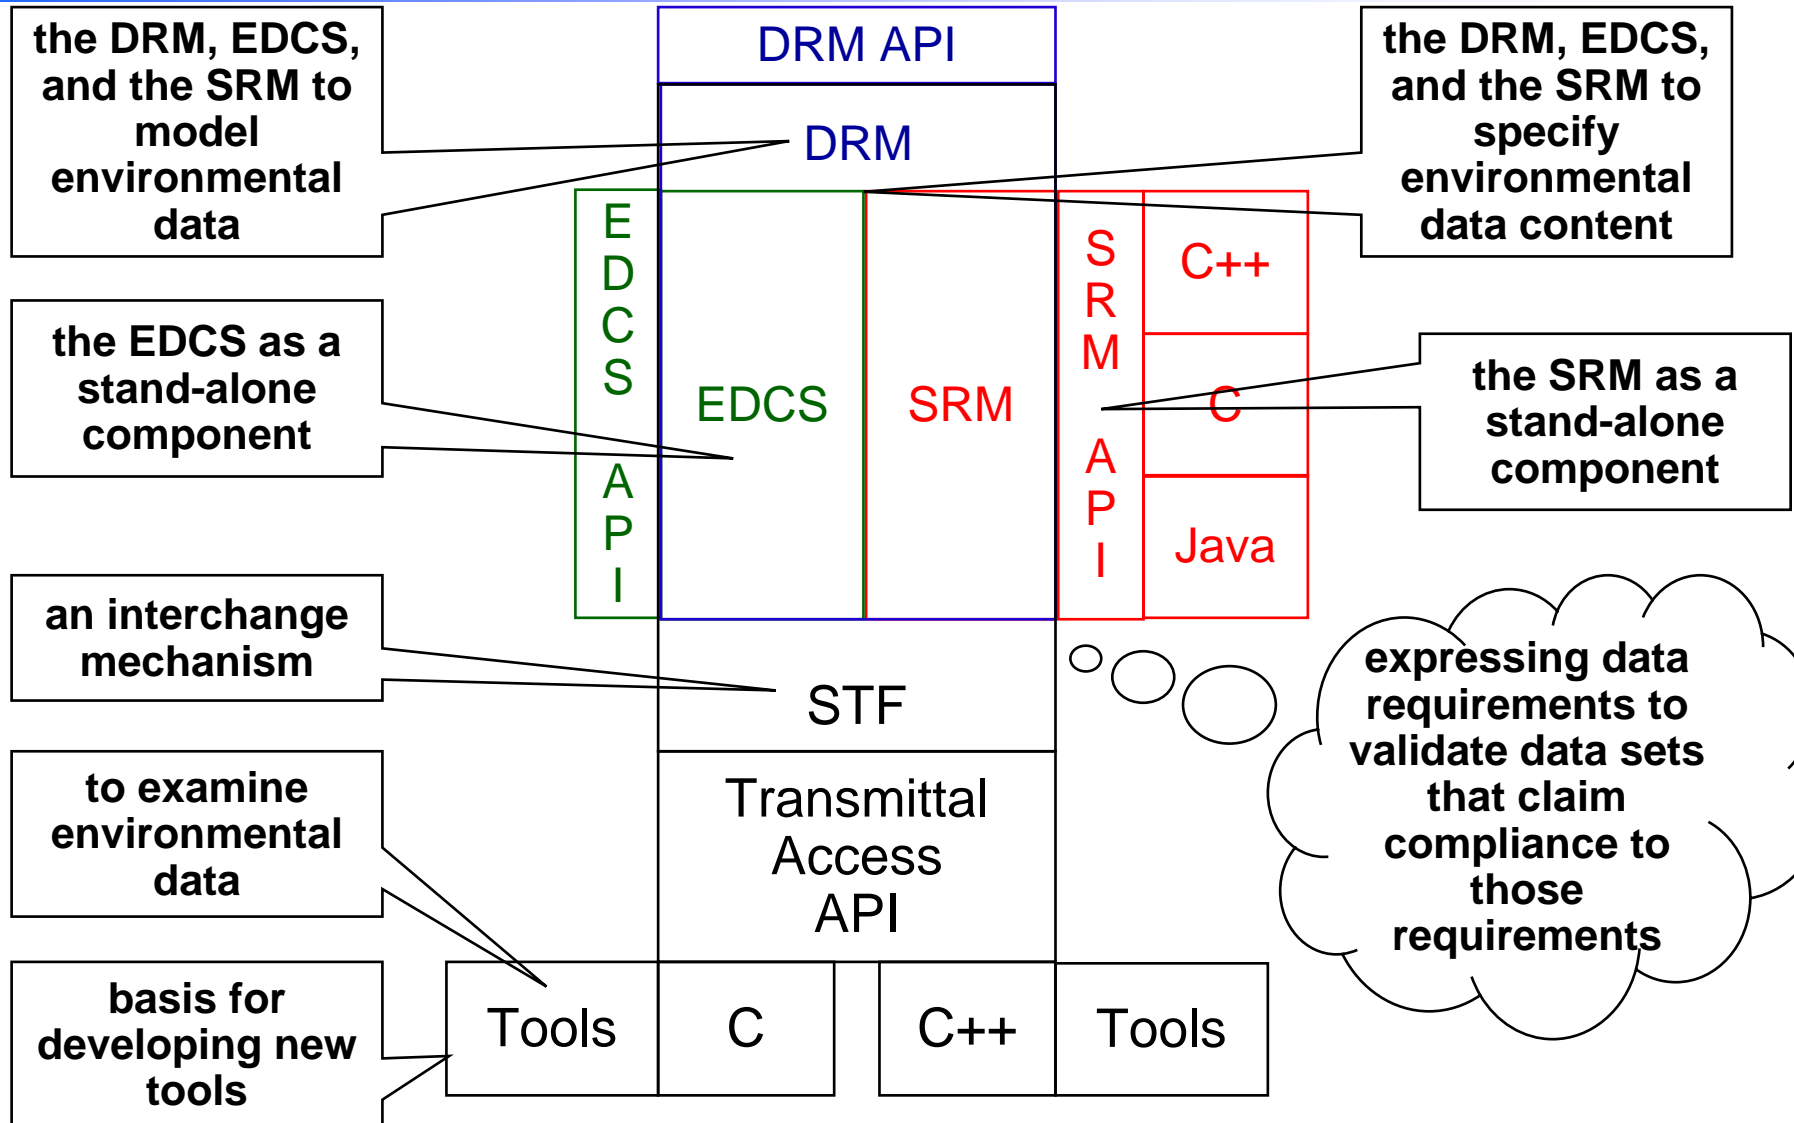 the DRM, EDCS,
and the SRM to
model
environmental
data
DRM API
DRM
the DRM, EDCS,
and the SRM to
specify
environmental
data content
E
D
C
S
A
P
I
EDCS
SRM
S
R
M
A
P
I
C++
C
Java
the EDCS as a
stand-alone
component
the SRM as a
stand-alone
component
an interchange
mechanism
STF
expressing data
requirements to
validate data sets
that claim
compliance to
those
requirements
to examine
environmental
data
Transmittal
Access
API
basis for
developing new
tools
Tools
C
C++
Tools